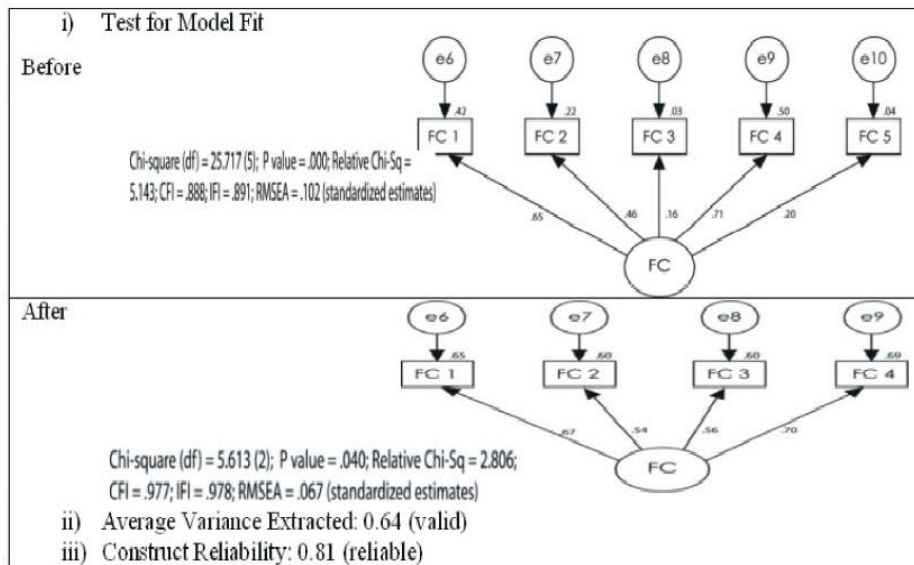 i) Test for Model Fit
Before
e6 e7 e8 e9 e10
.42 .22 .03 .50 .04
FC 1 FC 2 FC 3 FC 4 FC 5
Chi-square (df) = 25.717 (5); P value = .000; Relative Chi-Sq =
5.143; CFI = .888; IFI = .891; RMSEA = .102 (standardized estimates)
.65 .46 .16 .71 .20
FC
After
e6 e7 e8 e9
.65 .60 .60 .69
FC 1 FC 2 FC 3 FC 4
.67 .54 .56 .70
FC
Chi-square (df) = 5.613 (2); P value = .040; Relative Chi-Sq = 2.806;
CFI = .977; IFI = .978; RMSEA = .067 (standardized estimates)
ii) Average Variance Extracted: 0.64 (valid)
iii) Construct Reliability: 0.81 (reliable)